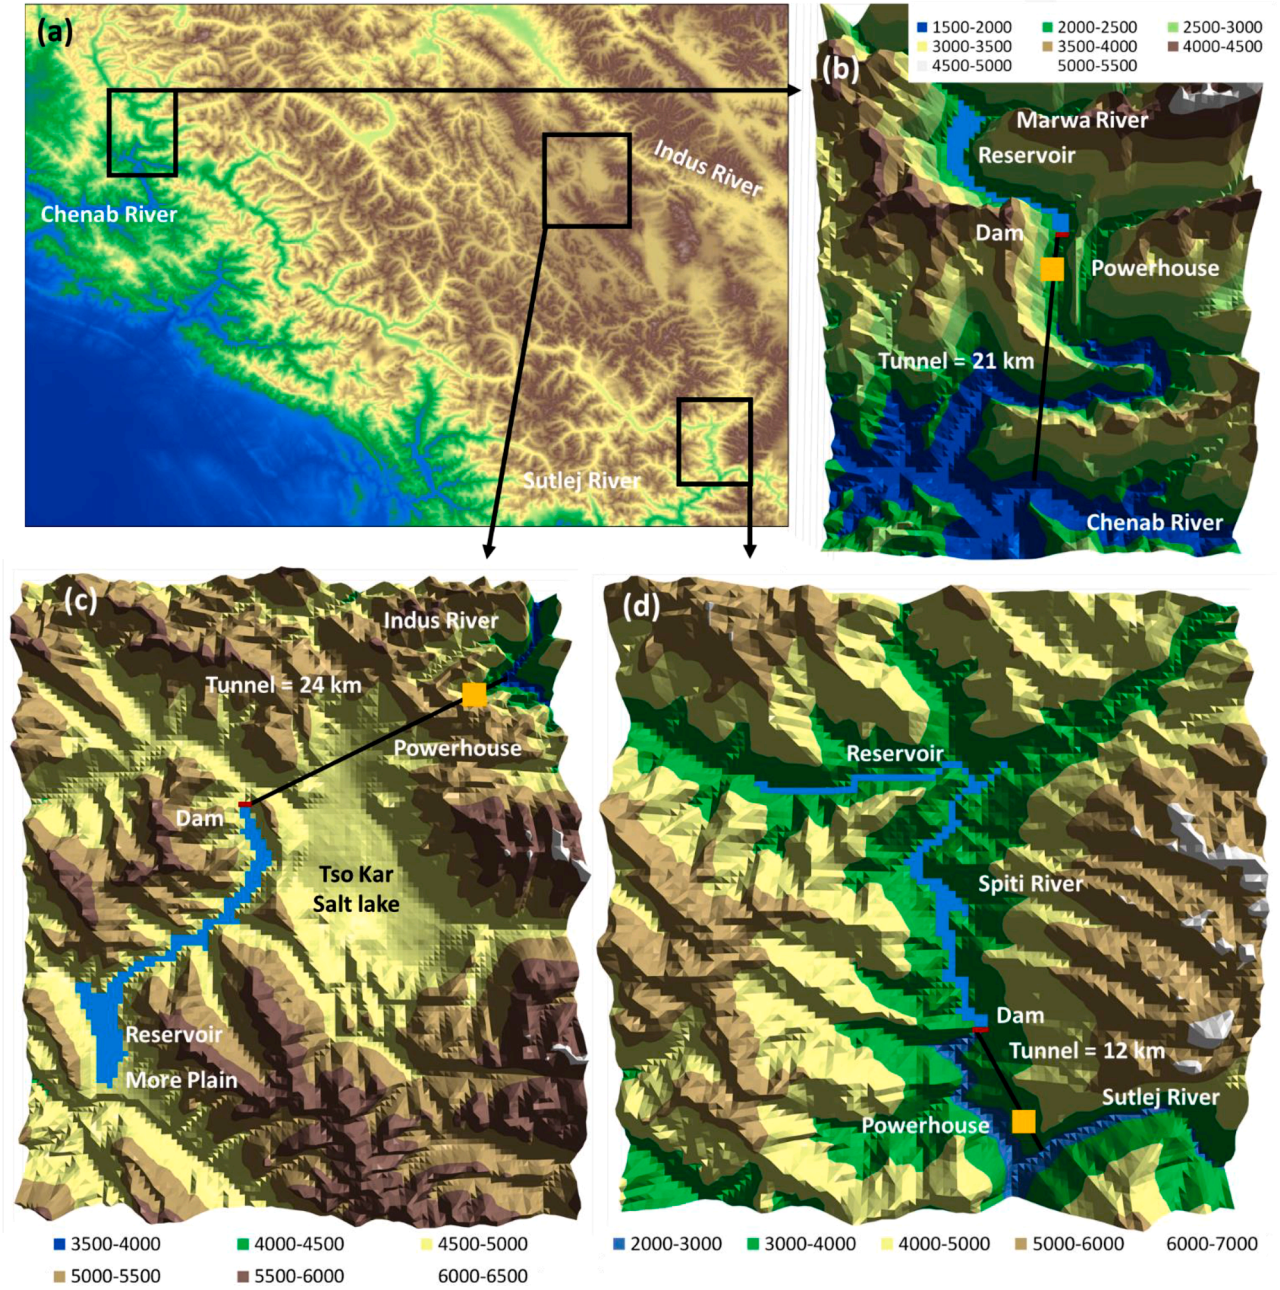 (a)
Chenab River
Indus River
Sutlej River
(b)
1500-2000 2000-2500 2500-3000
3000-3500 3500-4000 4000-4500
4500-5000 5000-5500
Marwa River
Reservoir
Dam
Powerhouse
Tunnel = 21 km
Chenab River
(c)
Indus River
Tunnel = 24 km
Powerhouse
Dam
Tso Kar
Salt lake
Reservoir
More Plain
3500-4000 4000-4500 4500-5000
5000-5500 5500-6000 6000-6500
(d)
Reservoir
Spiti River
Dam
Tunnel = 12 km
Sutlej River
Powerhouse
2000-3000 3000-4000 4000-5000 5000-6000 6000-7000